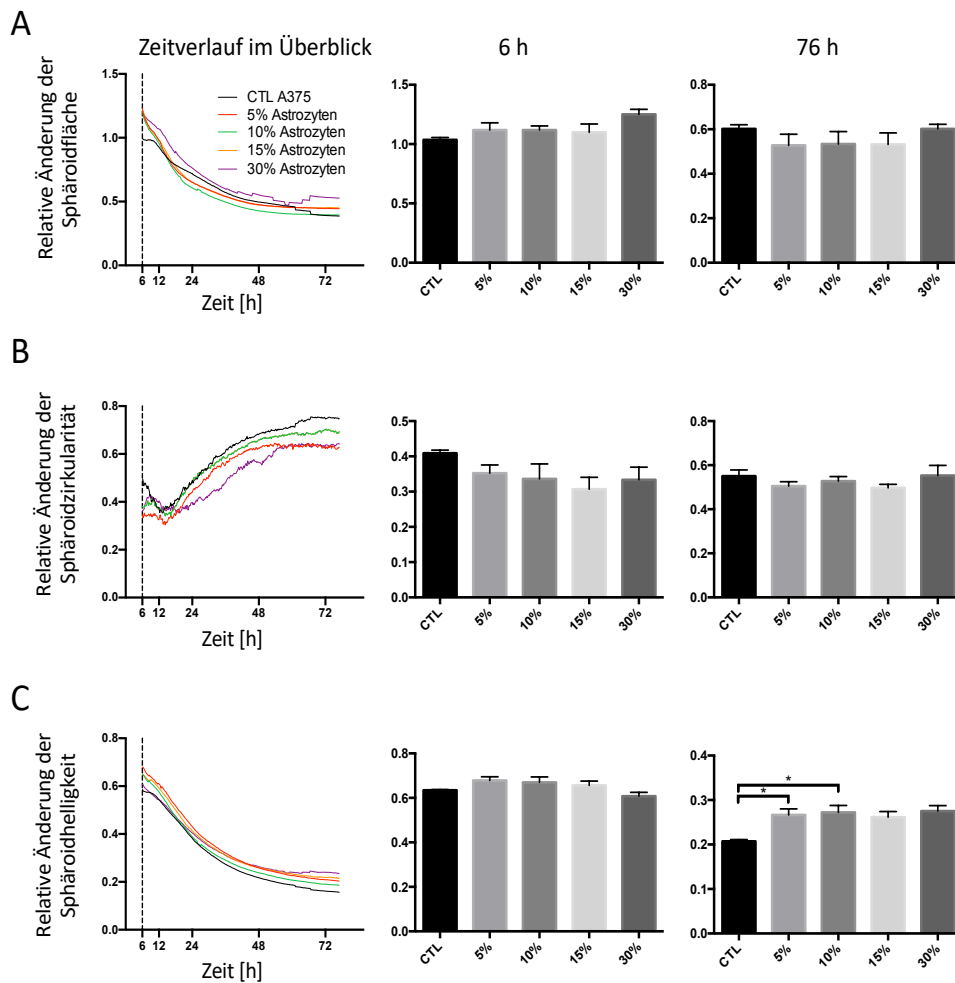 A
Zeitverlauf im Überblick
6 h
76 h
Relative Änderung der
Sphäroidfläche
1.5
1.0
0.5
0.0
6 12 24 48 72
Zeit [h]
CTL A375
5% Astrozyten
10% Astrozyten
15% Astrozyten
30% Astrozyten
1.5
1.0
0.5
0.0
CTL 5% 10% 15% 30%
0.8
0.6
0.4
0.2
0.0
CTL 5% 10% 15% 30%
B
Relative Änderung der
Sphäroidzirkularität
0.8
0.6
0.4
0.2
0.0
6 12 24 48 72
Zeit [h]
0.5
0.4
0.3
0.2
0.1
0.0
CTL 5% 10% 15% 30%
0.8
0.6
0.4
0.2
0.0
CTL 5% 10% 15% 30%
C
Relative Änderung der
Sphäroidhelligkeit
0.8
0.6
0.4
0.2
0.0
6 12 24 48 72
Zeit [h]
0.8
0.6
0.4
0.2
0.0
CTL 5% 10% 15% 30%
0.4
0.3
0.2
0.1
0.0
*
*
CTL 5% 10% 15% 30%